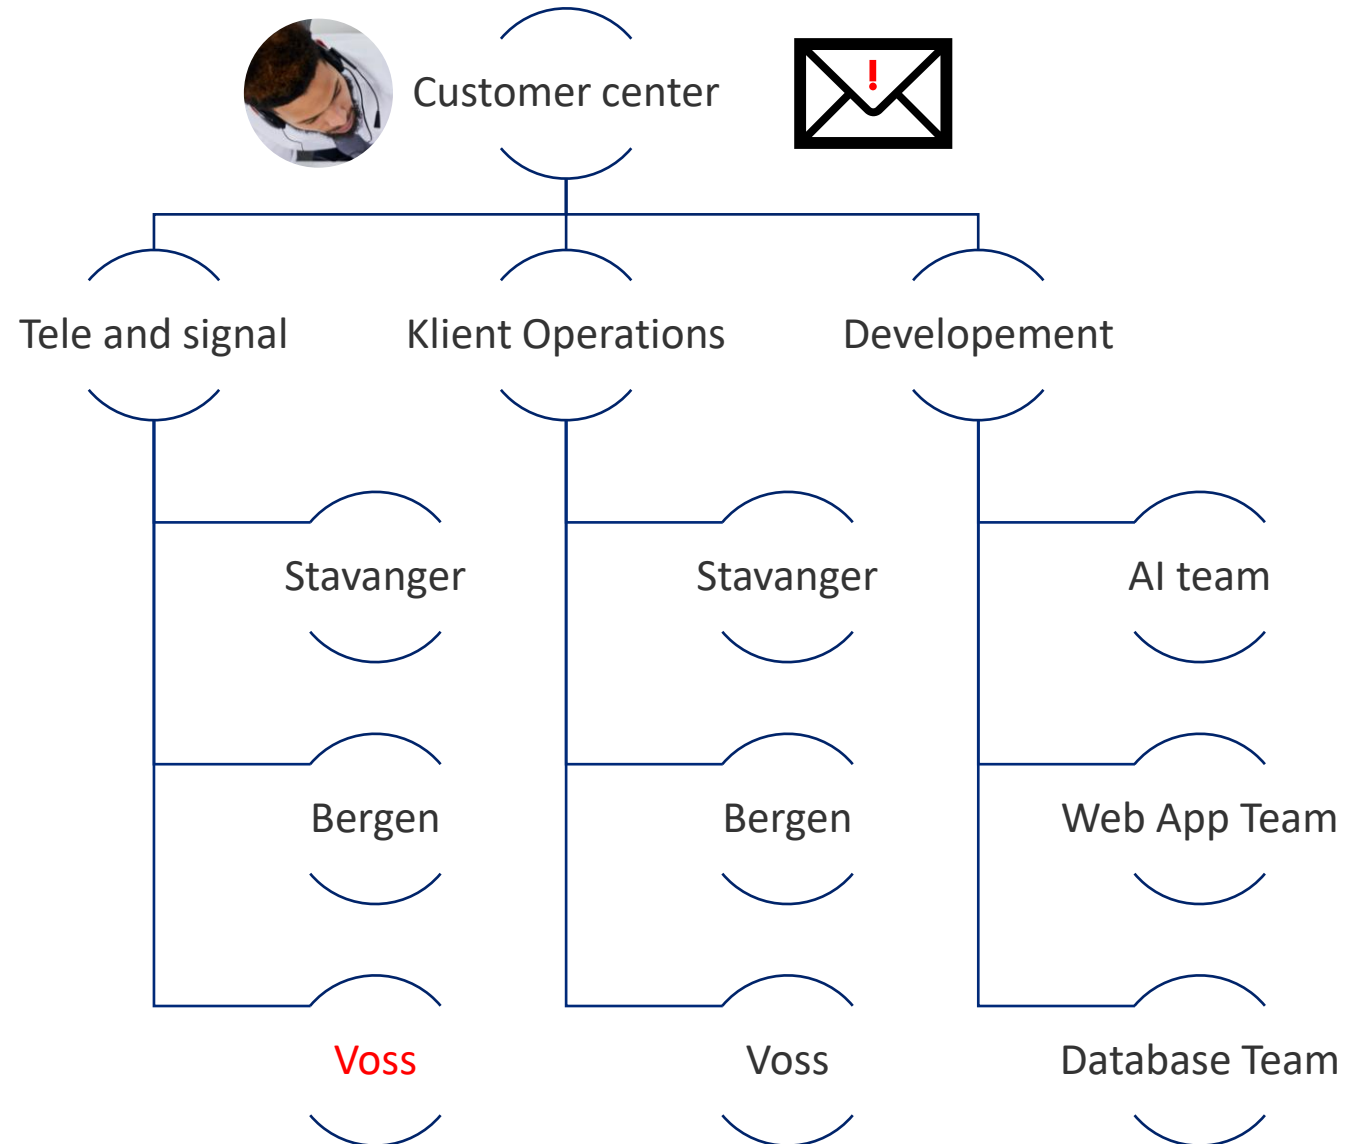 Customer center
!
Tele and signal
Klient Operations
Developement
Stavanger
Stavanger
AI team
Bergen
Bergen
Web App Team
Voss
Voss
Database Team